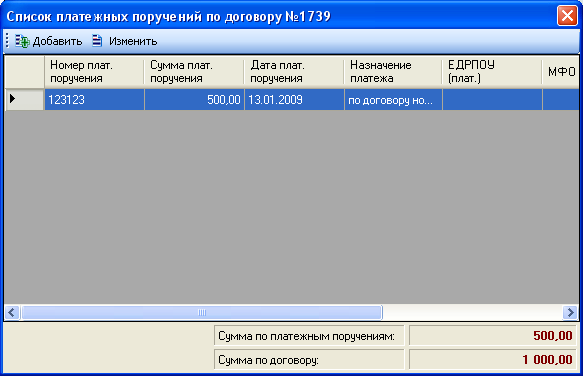 Список платежных поручений по договору №1739
Добавить Изменить
Номер плат. поручения Сумма плат. поручения Дата плат. поручения Назначение платежа ЕДРПОУ (плат.) МФО
123123 500,00 13.01.2009 по договору но...
Сумма по платежным поручениям: 500,00
Сумма по договору: 1 000,00